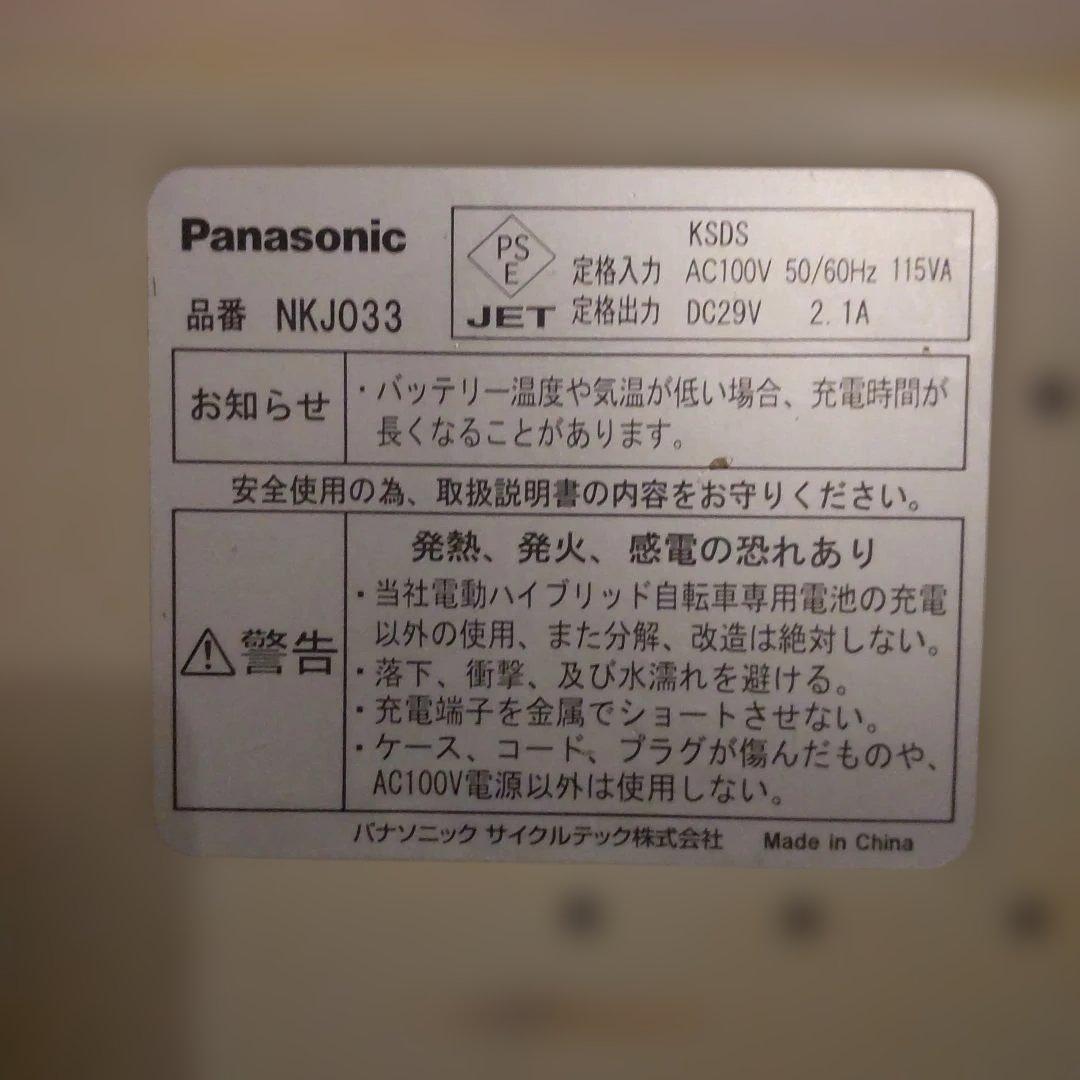 Panasonic
品番 NKJ033
PS
E
JET
KSDS
定格入力 AC100V 50/60Hz 115VA
定格出力 DC29V 2.1A
お知らせ
・バッテリー温度や気温が低い場合、充電時間が
長くなることがあります。
安全使用の為、取扱説明書の内容をお守りください。
警告
発熱、発火、感電の恐れあり
・当社電動ハイブリッド自転車専用電池の充電
以外の使用、また分解、改造は絶対しない。
・落下、衝撃、及び水濡れを避ける。
・充電端子を金属でショートさせない。
・ケース、コード、プラグが傷んだものや、
AC100V電源以外は使用しない。
パナソニック サイクルテック株式会社 Made in China